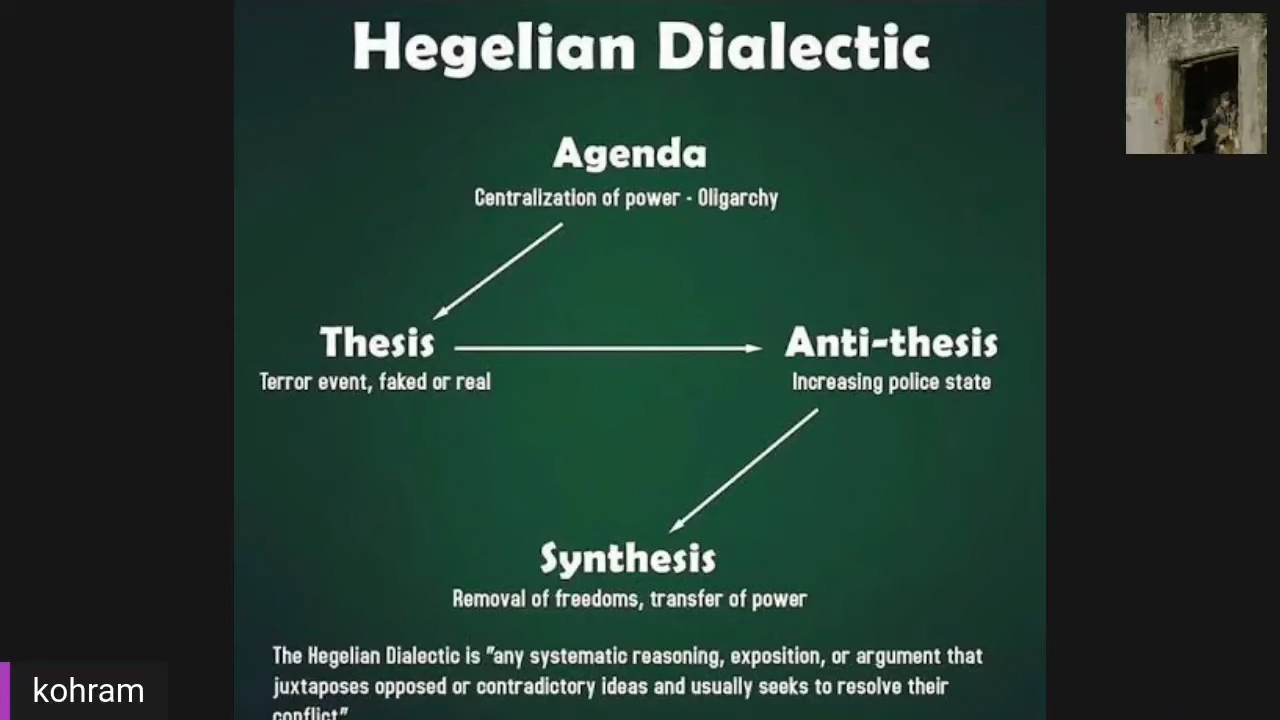 Hegelian Dialectic
Agenda
Centralization of power - Oligarchy
Thesis
Anti-thesis
Terror event, faked or real
Increasing police state
Synthesis
Removal of freedoms, transfer of power
The Hegelian Dialectic is "any systematic reasoning, exposition, or argument that
juxtaposes opposed or contradictory ideas and usually seeks to resolve their
conflict"
kohram